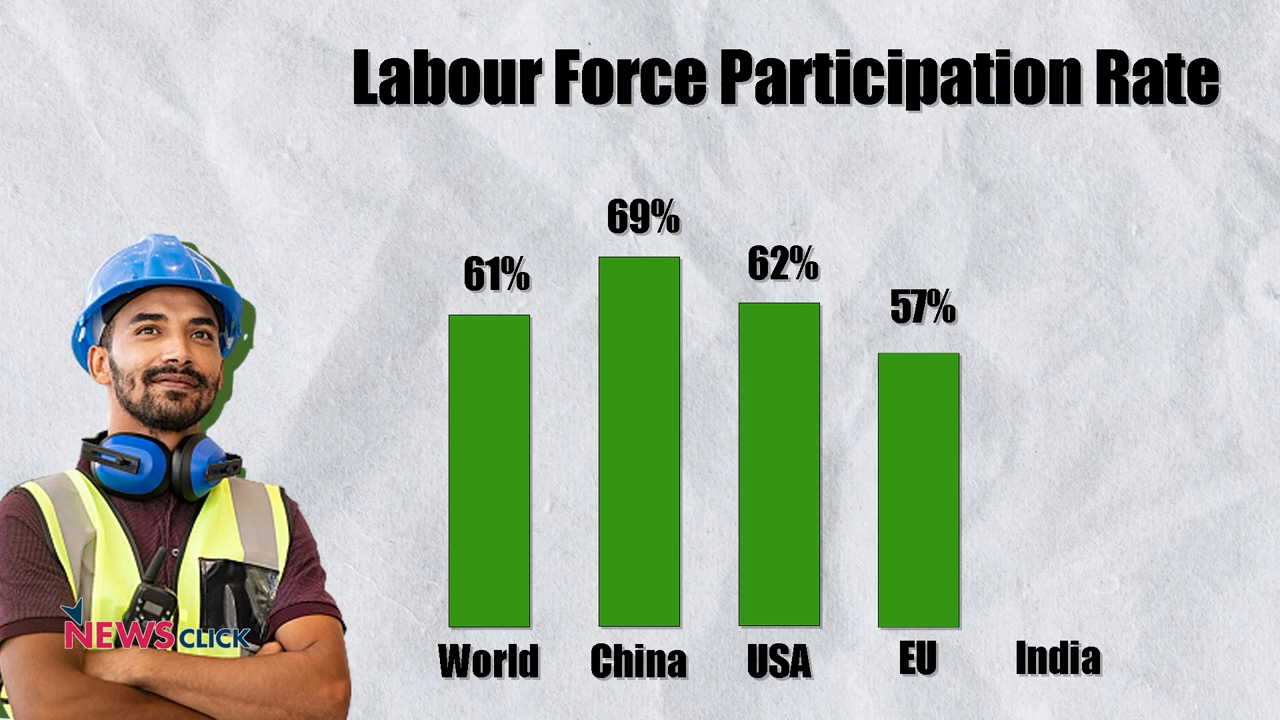 Labour Force Participation Rate
61%
69%
62%
57%
World
China
USA
EU
India
NEWSCLICK